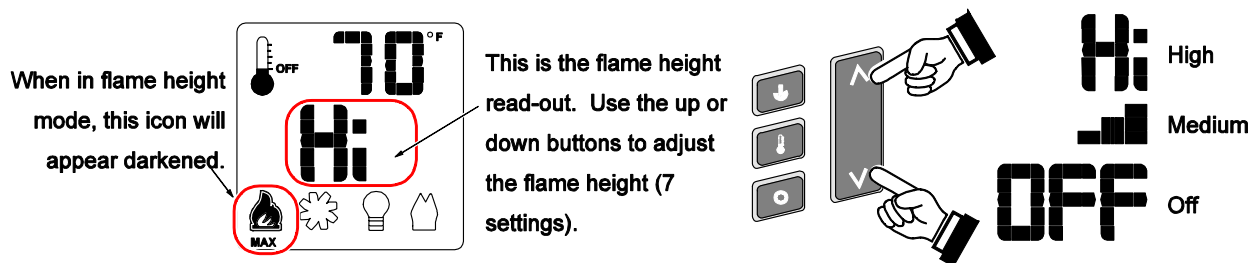 When in flame height
mode, this icon will
appear darkened.
70 °F
OFF
Hi
MAX
This is the flame height
read-out. Use the up or
down buttons to adjust
the flame height (7
settings).
Hi High
Medium
OFF Off